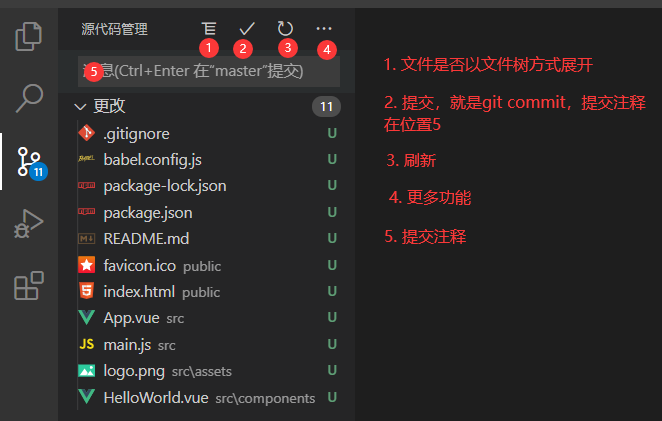 源代码管理
1
2
3
4
5
息(Ctrl+Enter 在"master"提交)
更改
11
.gitignore U
babel.config.js U
package-lock.json U
package.json U
README.md U
favicon.ico public U
index.html public U
App.vue src U
JS main.js src U
logo.png src\assets U
HelloWorld.vue src\components U
11
1. 文件是否以文件树方式展开
2. 提交，就是git commit，提交注释
在位置5
3. 刷新
4. 更多功能
5. 提交注释